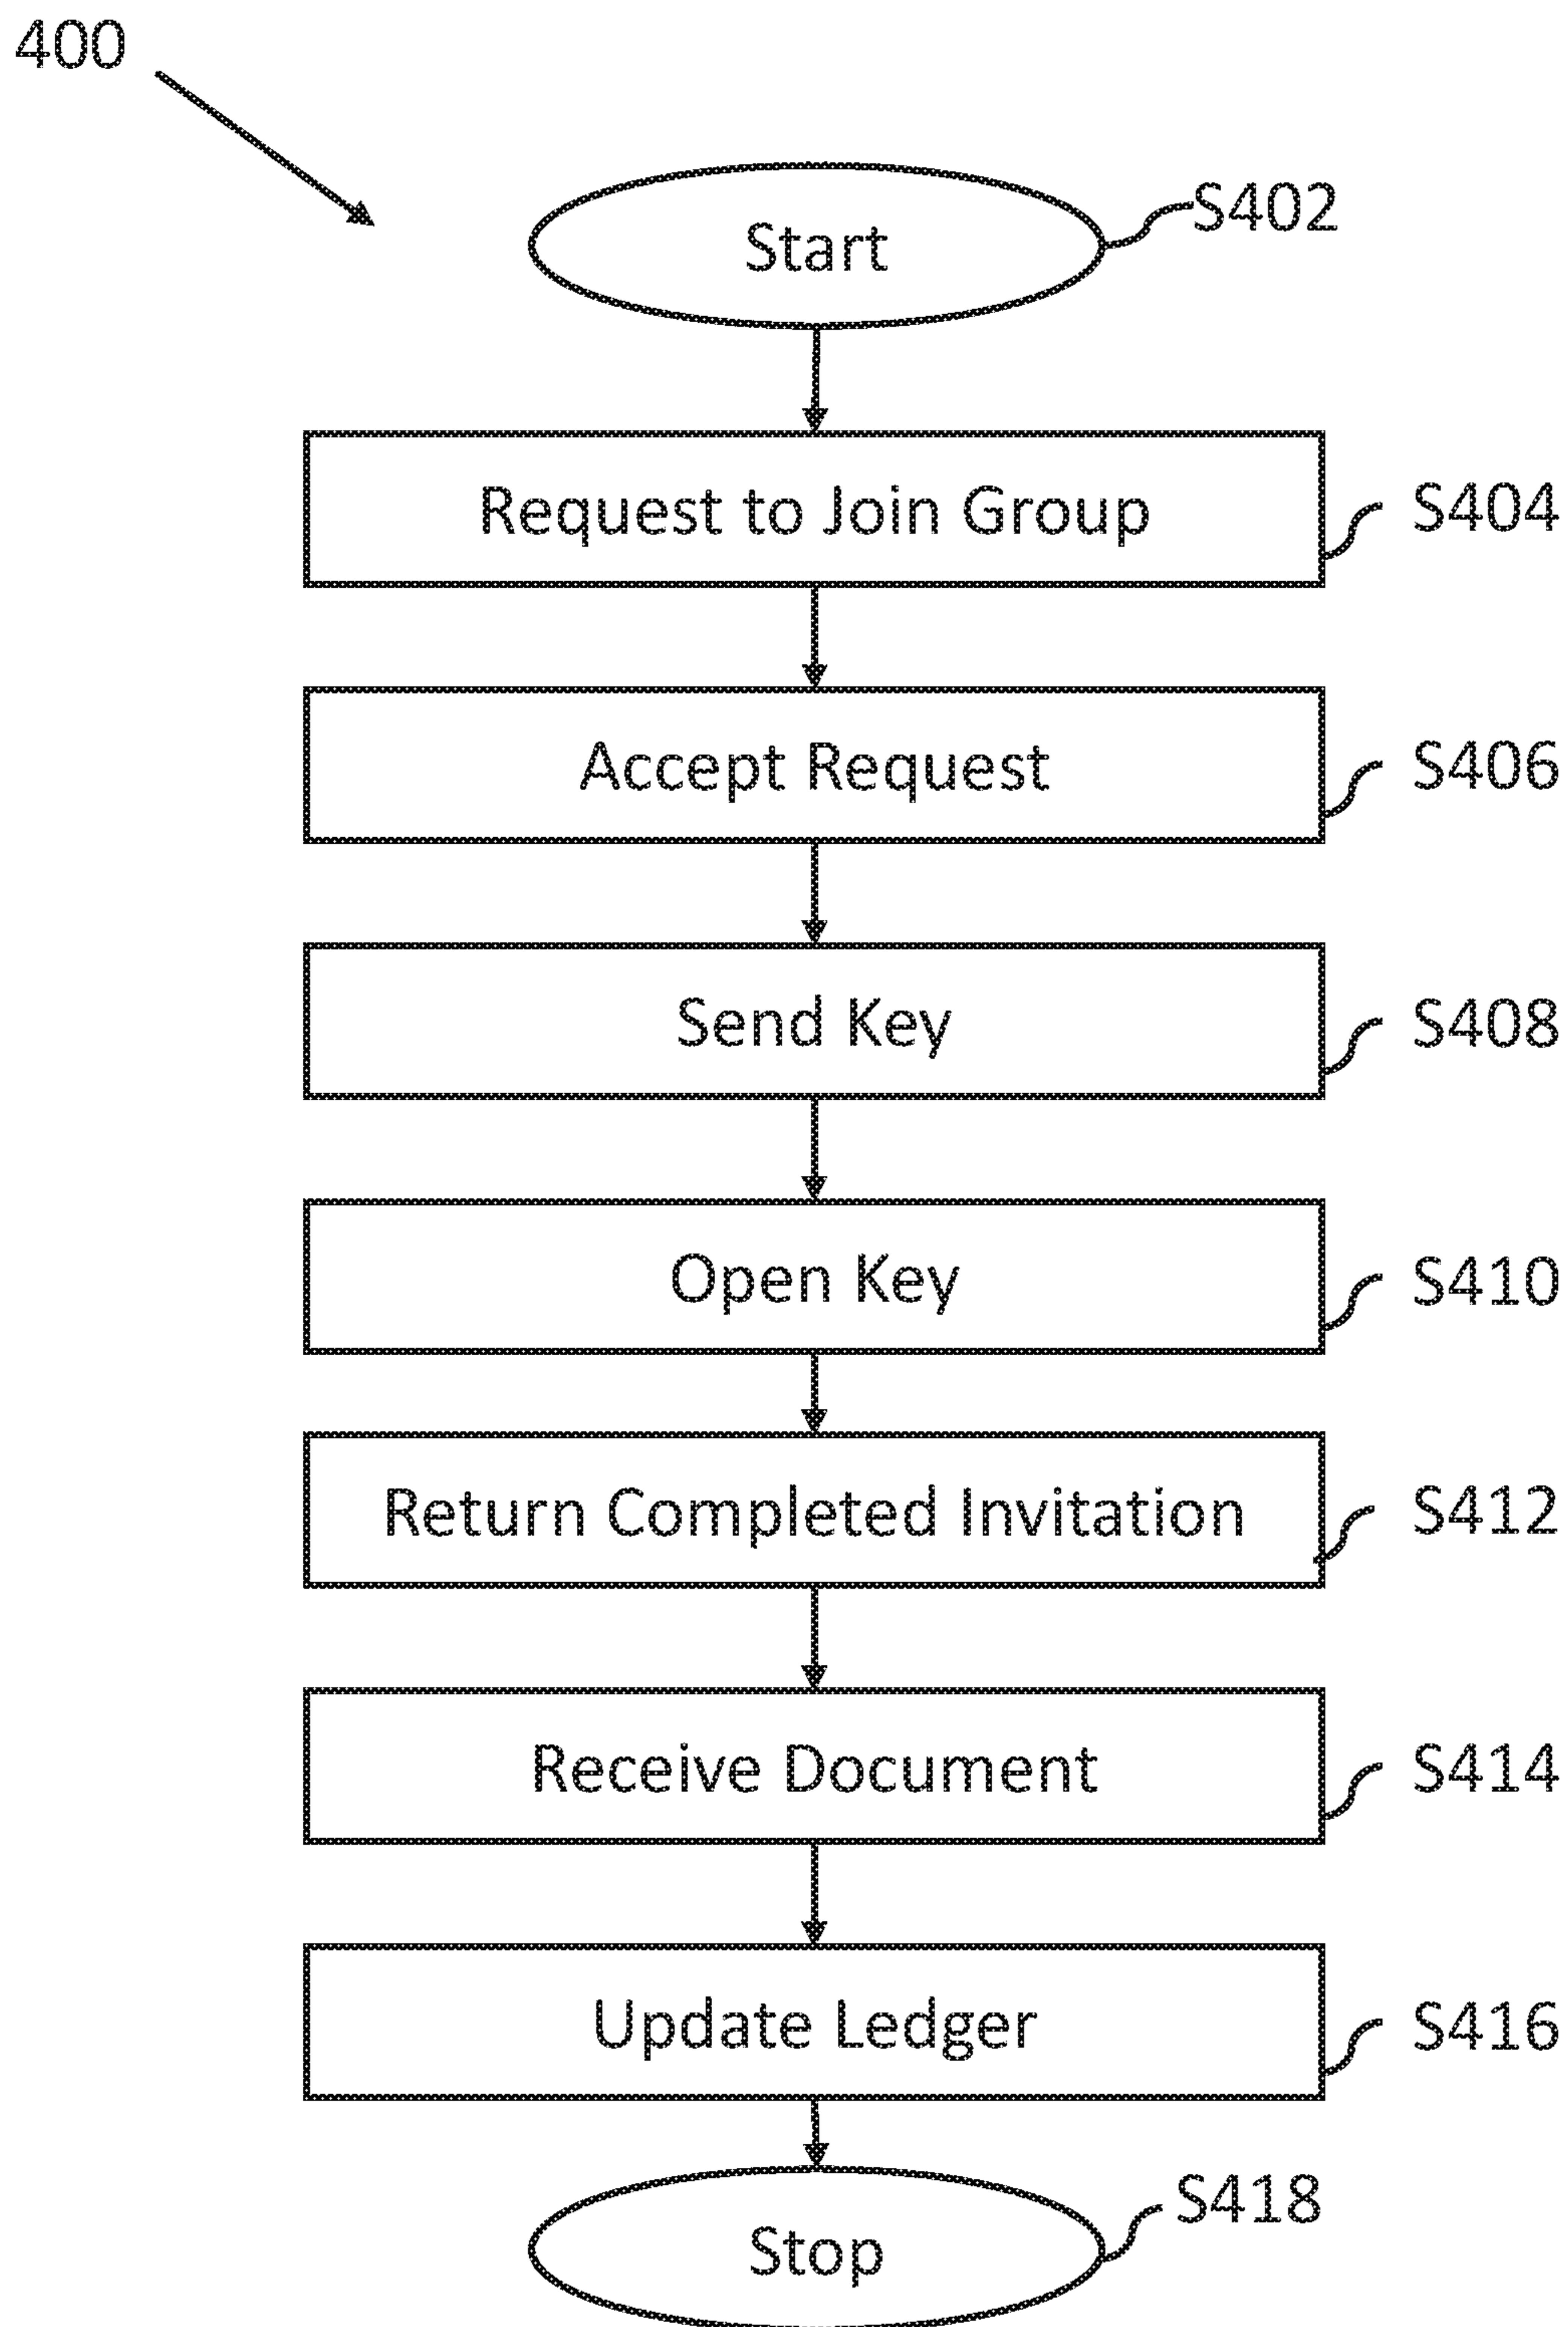 400
Start
S402
Request to Join Group
S404
Accept Request
S406
Send Key
S408
Open Key
S410
Return Completed Invitation
S412
Receive Document
S414
Update Ledger
S416
Stop
S418